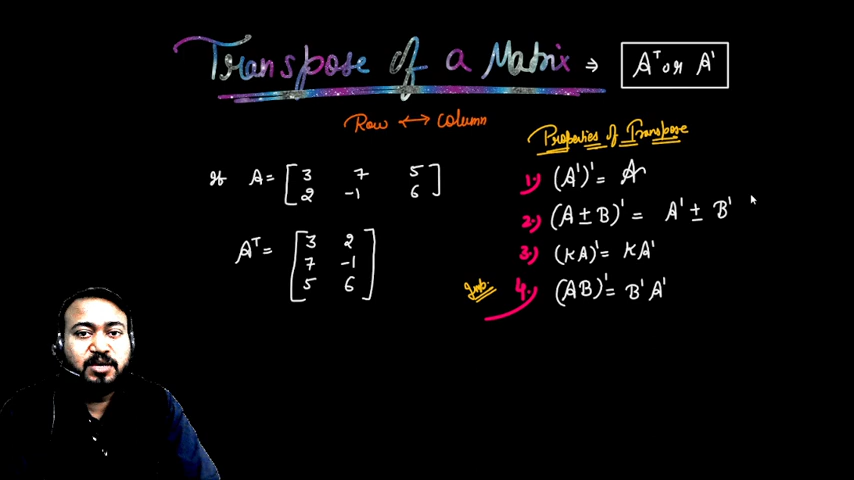 Transpose of a Matrix ⇒ Aᵀ or A'
Row ↔ Column
If A = [3 7 5
2 -1 6]
Aᵀ = [3 2
7 -1
5 6]
Properties of Transpose
1.) (A')' = A
2.) (A ± B)' = A' ± B'
3.) (KA)' = KA'
Imp. 4.) (AB)' = B'A'